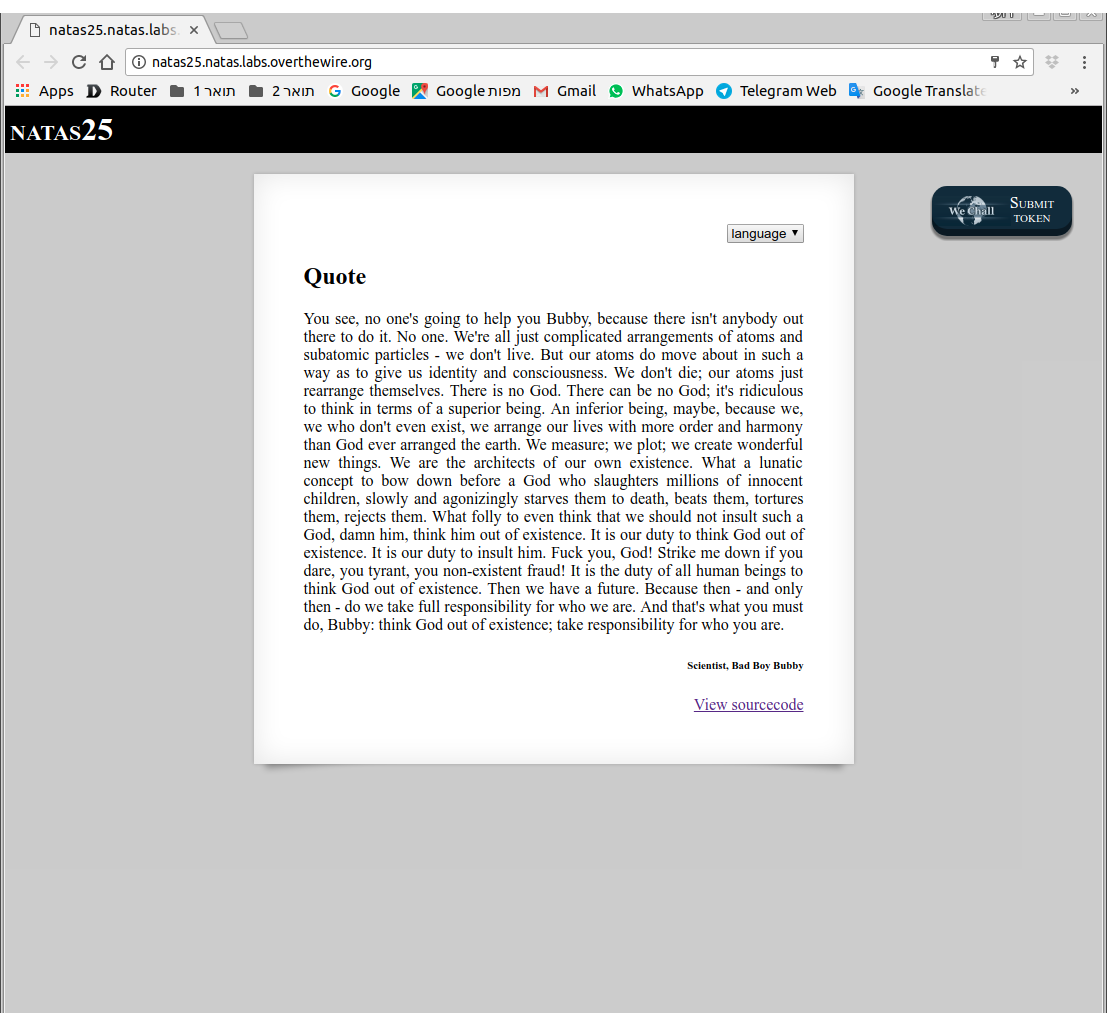 natas25.natas.labs.
natas25.natas.labs.overthewire.org
Apps Router תואר 1 תואר 2 Google Google מפות Gmail WhatsApp Telegram Web Google Translate »
NATAS25
We Chall SUBMIT TOKEN
language
Quote
You see, no one's going to help you Bubby, because there isn't anybody out
there to do it. No one. We're all just complicated arrangements of atoms and
subatomic particles - we don't live. But our atoms do move about in such a
way as to give us identity and consciousness. We don't die; our atoms just
rearrange themselves. There is no God. There can be no God; it's ridiculous
to think in terms of a superior being. An inferior being, maybe, because we,
we who don't even exist, we arrange our lives with more order and harmony
than God ever arranged the earth. We measure; we plot; we create wonderful
new things. We are the architects of our own existence. What a lunatic
concept to bow down before a God who slaughters millions of innocent
children, slowly and agonizingly starves them to death, beats them, tortures
them, rejects them. What folly to even think that we should not insult such a
God, damn him, think him out of existence. It is our duty to think God out of
existence. It is our duty to insult him. Fuck you, God! Strike me down if you
dare, you tyrant, you non-existent fraud! It is the duty of all human beings to
think God out of existence. Then we have a future. Because then - and only
then - do we take full responsibility for who we are. And that's what you must
do, Bubby: think God out of existence; take responsibility for who you are.
Scientist, Bad Boy Bubby
View sourcecode